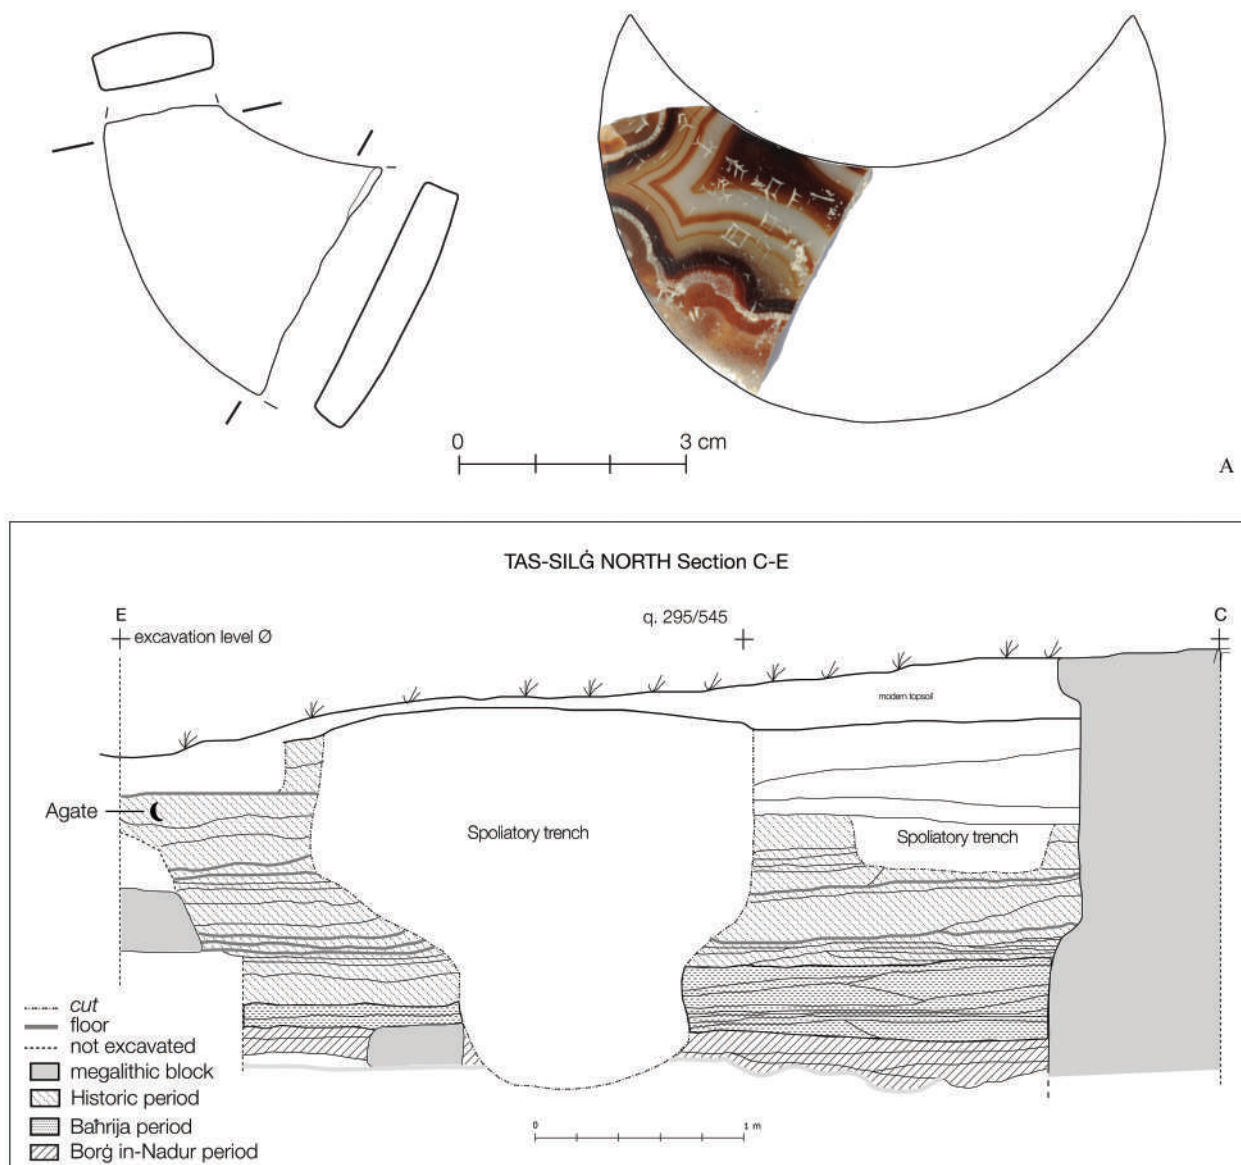 0 3 cm
A
TAS-SILĠ NORTH Section C-E
E
excavation level Ø
q. 295/545
C
modern topsoil
Agate
Spoliatory trench
Spoliatory trench
cut
floor
not excavated
megalithic block
Historic period
Baħrija period
Borġ in-Nadur period
0 1 m